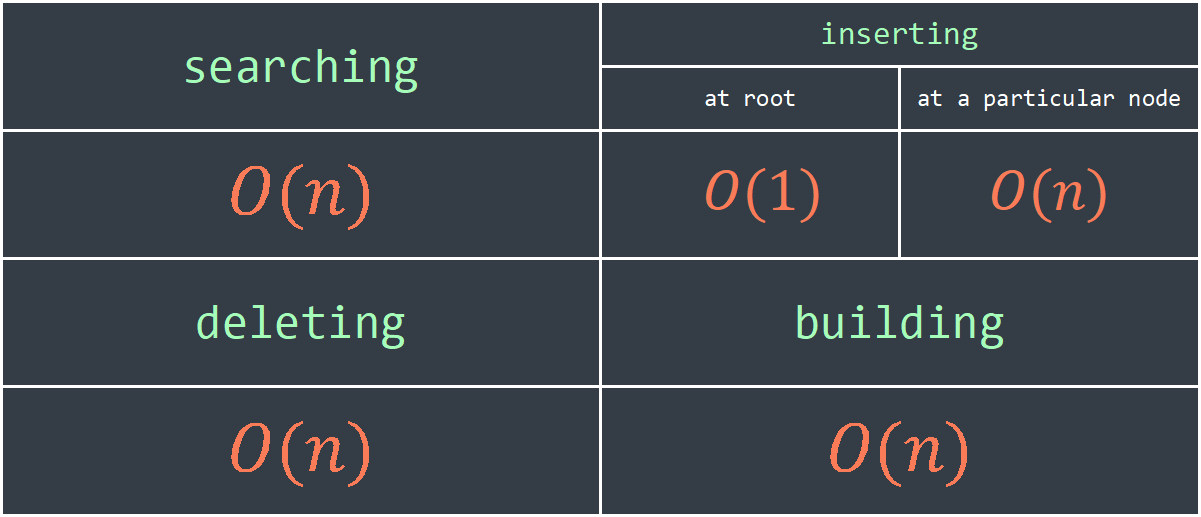 searching
inserting
at root
at a particular node
O(n)
O(1)
O(n)
deleting
building
O(n)
O(n)